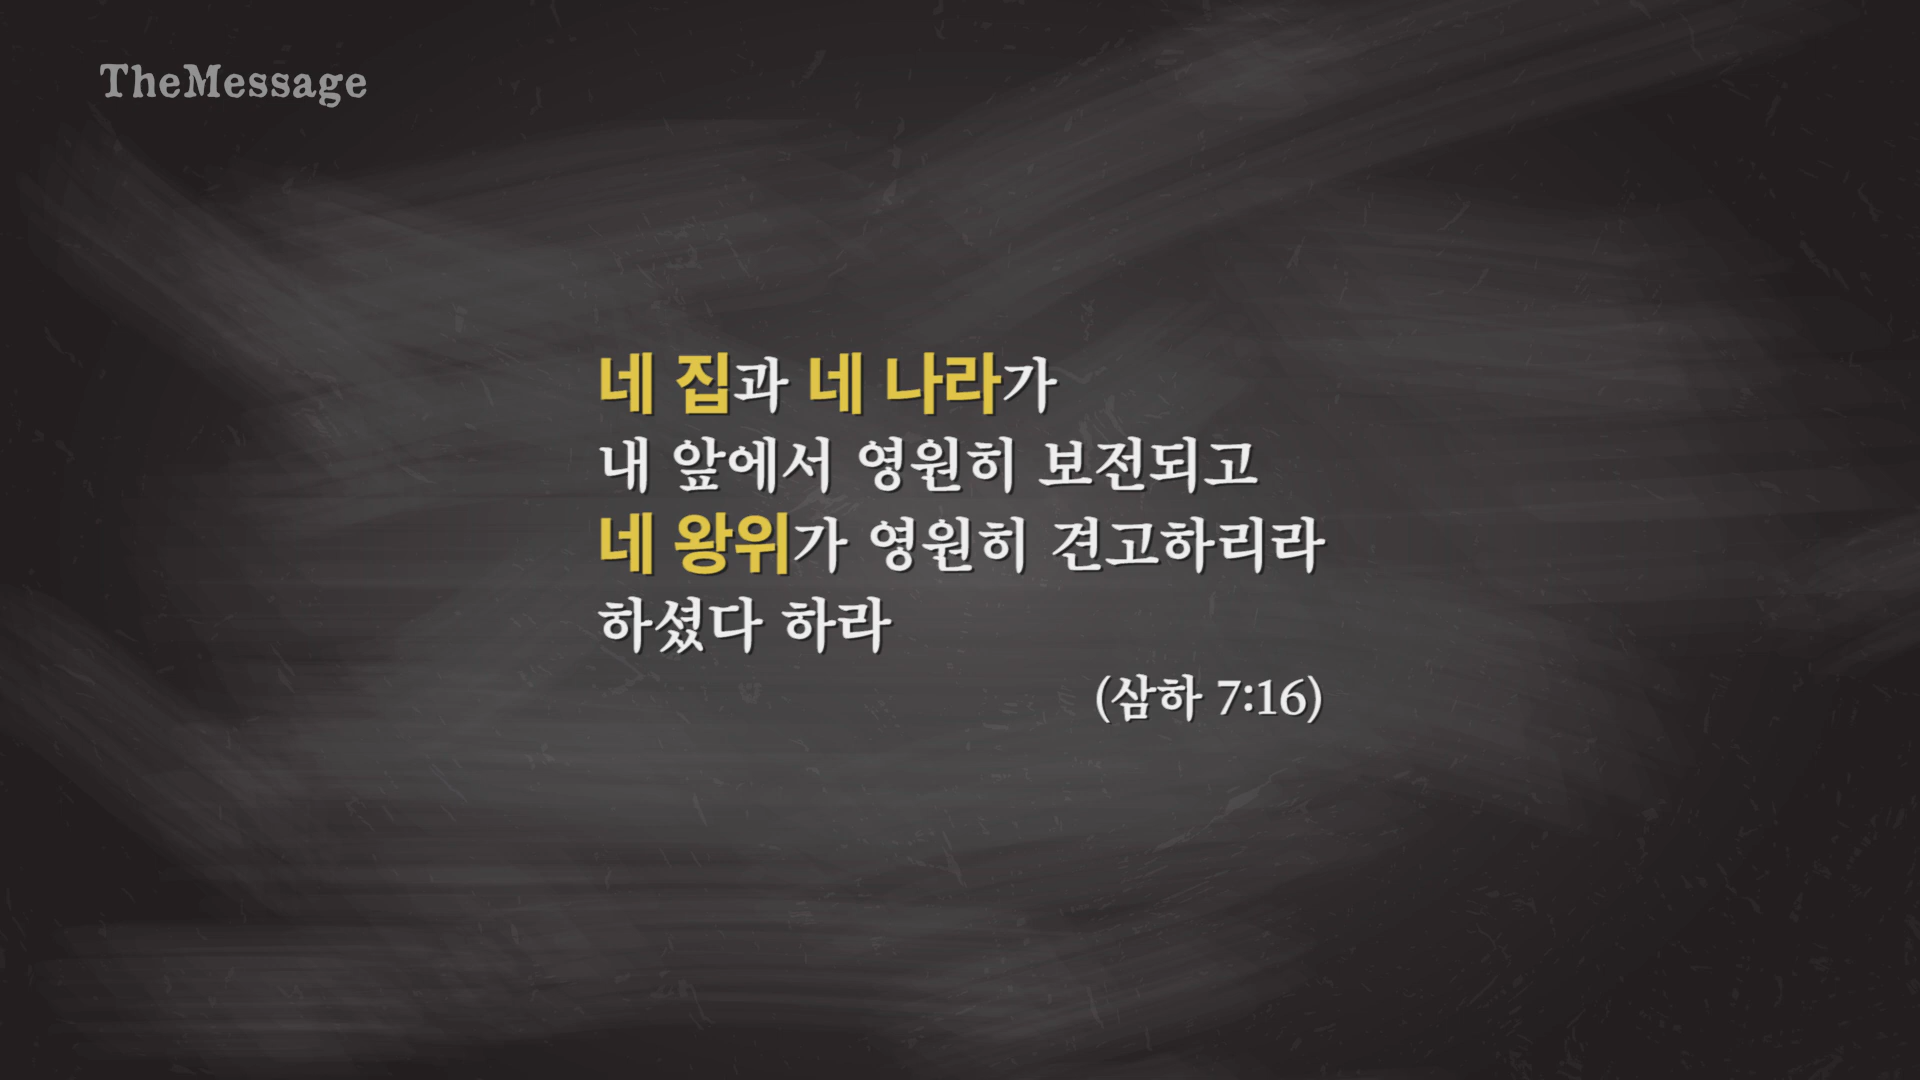 TheMessage
네 집과 네 나라가
내 앞에서 영원히 보전되고
네 왕위가 영원히 견고하리라
하셨다 하라
(삼하 7:16)